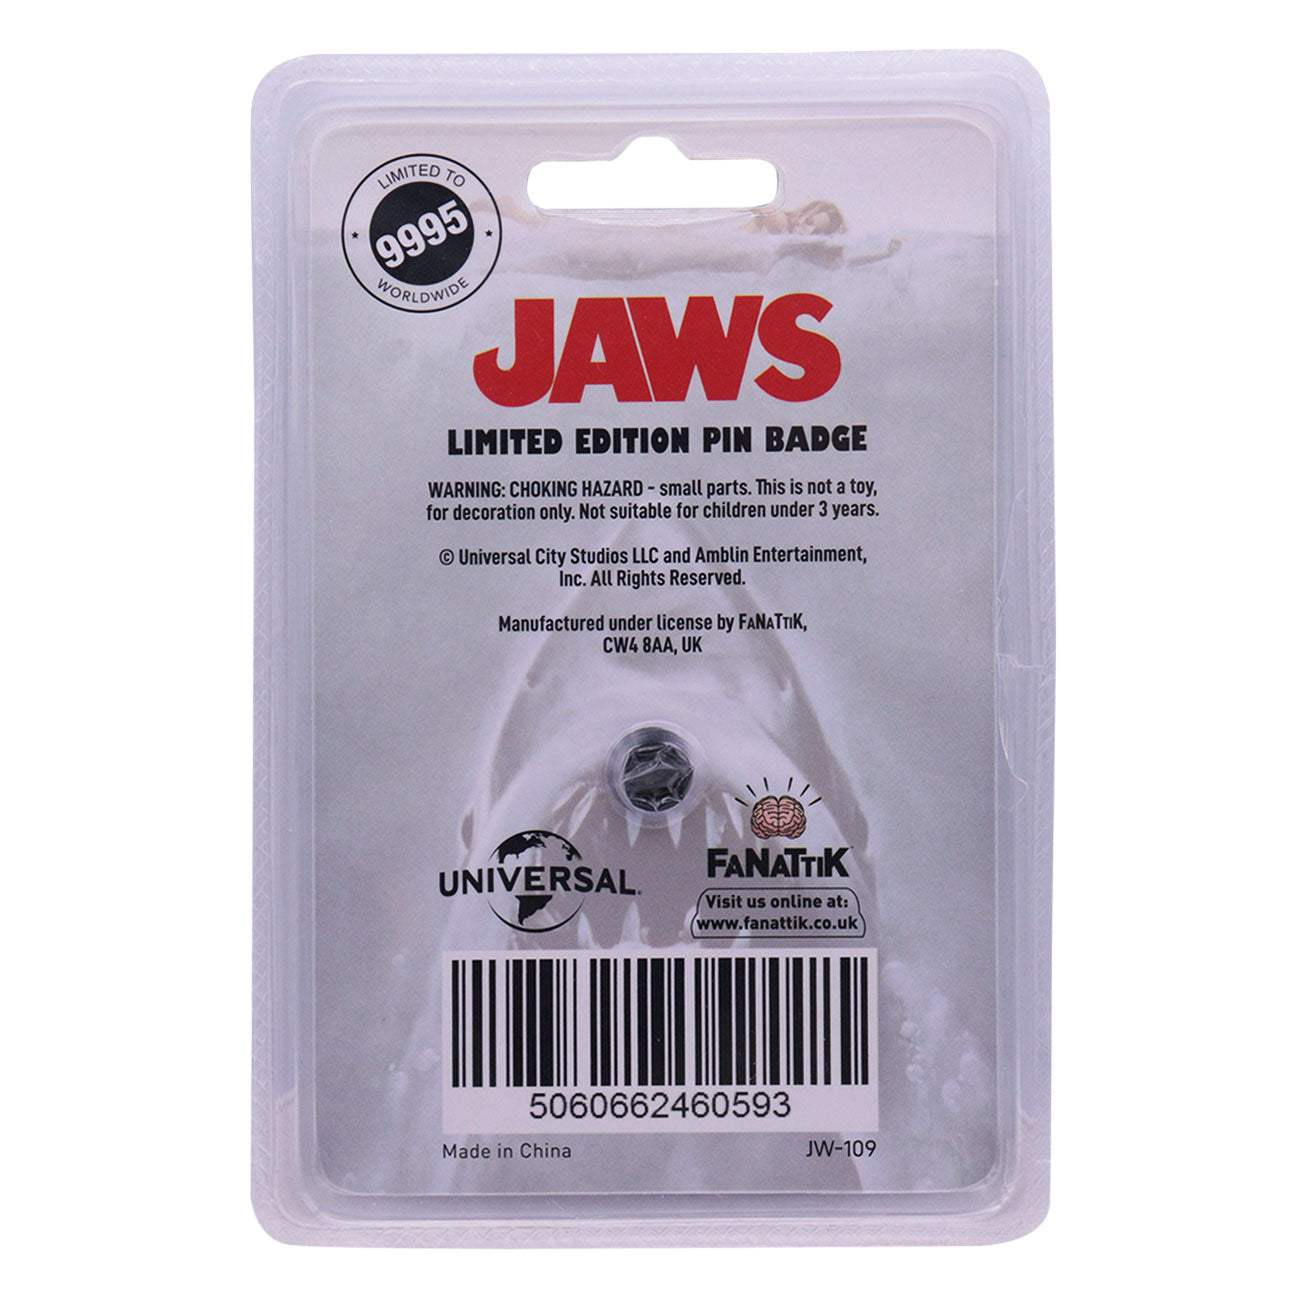 LIMITED TO
9995
WORLDWIDE
JAWS
LIMITED EDITION PIN BADGE
WARNING: CHOKING HAZARD - small parts. This is not a toy,
for decoration only. Not suitable for children under 3 years.
© Universal City Studios LLC and Amblin Entertainment,
Inc. All Rights Reserved.
Manufactured under license by FANATTIK,
CW4 8AA, UK
UNIVERSAL
FANATTIK
Visit us online at:
www.fanattik.co.uk
5060662460593
Made in China
JW-109